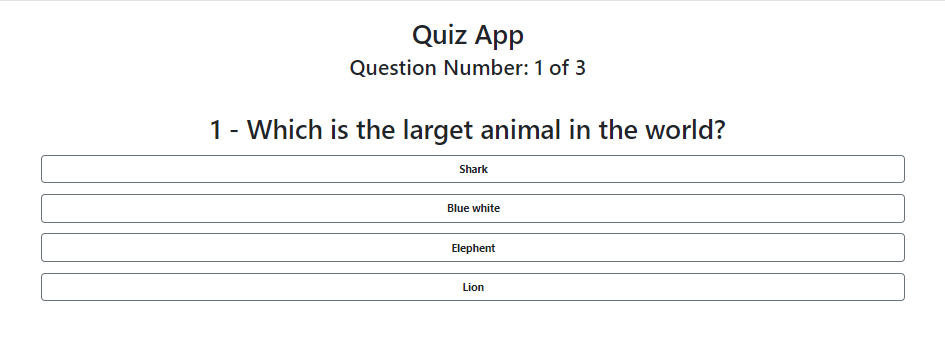 Quiz App
Question Number: 1 of 3
1 - Which is the larget animal in the world?
Shark
Blue white
Elephent
Lion